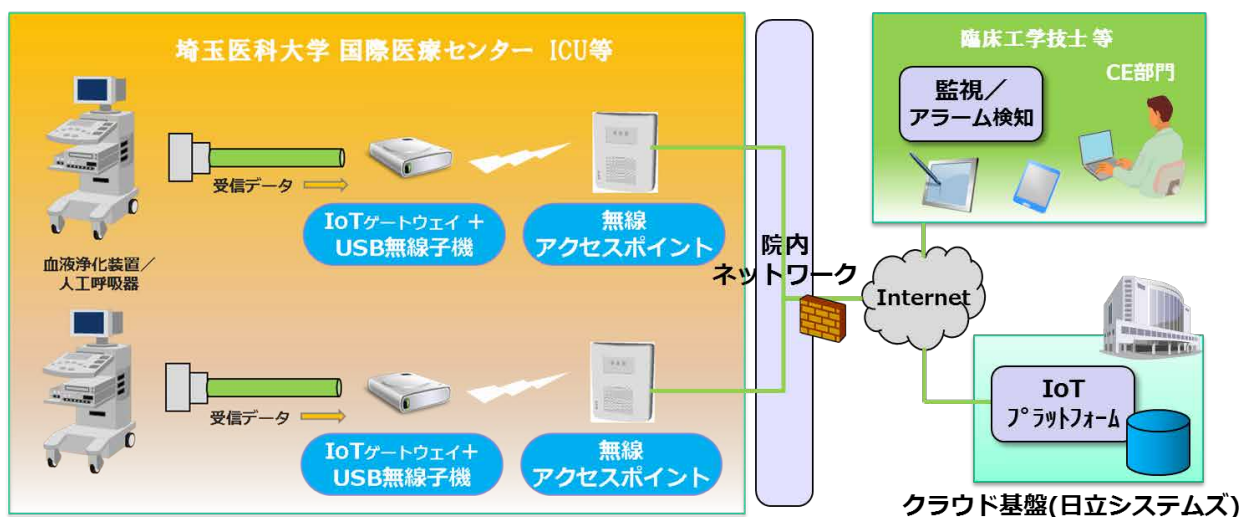 埼玉医科大学 国際医療センター ICU等
受信データ
IoTゲートウェイ +
USB無線子機
無線
アクセスポイント
血液浄化装置/
人工呼吸器
受信データ
IoTゲートウェイ+
USB無線子機
無線
アクセスポイント
院内
ネットワーク
Internet
臨床工学技士 等
CE部門
監視/
アラーム検知
IoT
プラットフォーム
クラウド基盤(日立システムズ)